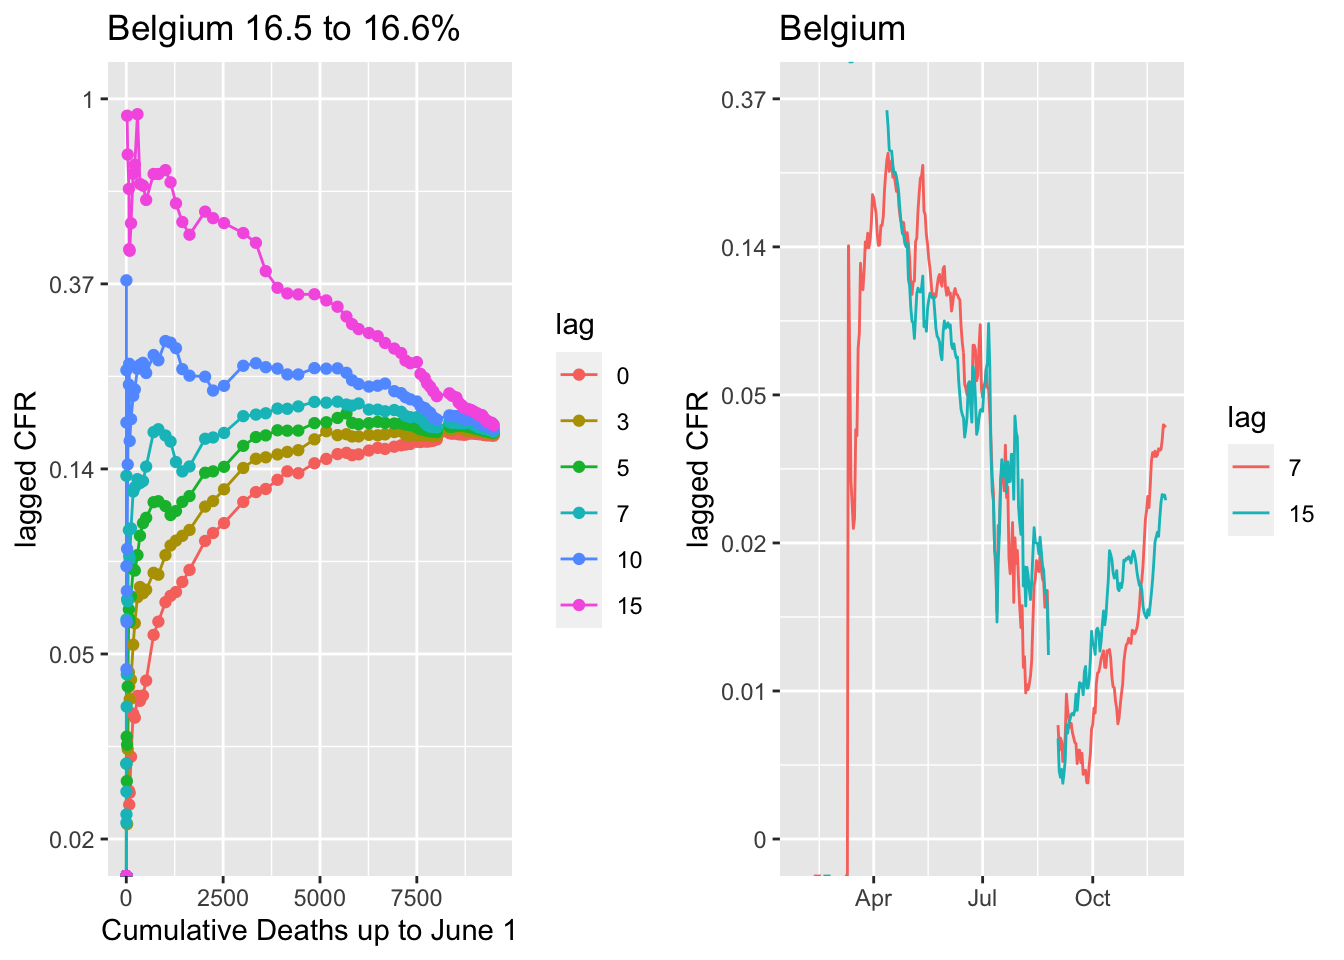 Belgium 16.5 to 16.6%
lagged CFR
1
0.37
0.14
0.05
0.02
0
2500
5000
7500
Cumulative Deaths up to June 1
lag
0
3
5
7
10
15
Belgium
lagged CFR
0.37
0.14
0.05
0.02
0.01
0
Apr
Jul
Oct
lag
7
15